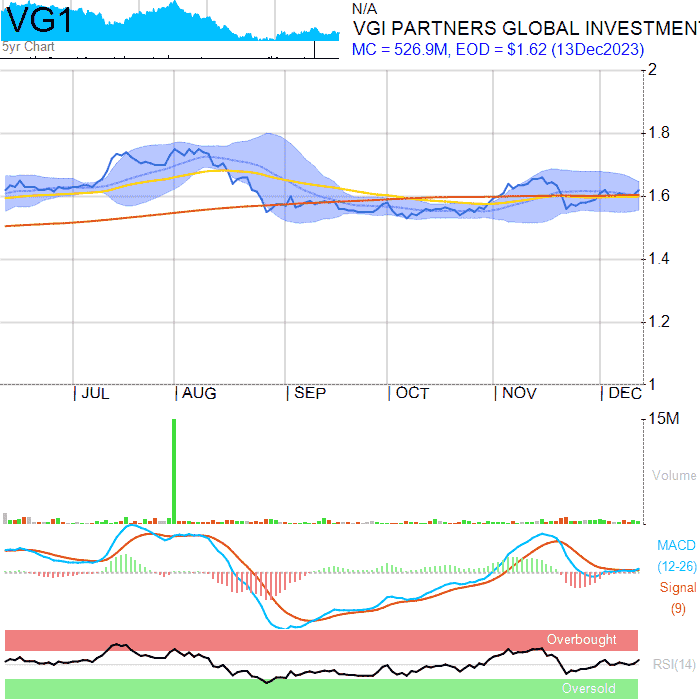 VG1
5yr Chart
N/A
VGI PARTNERS GLOBAL INVESTMEN
MC = 526.9M, EOD = $1.62 (13Dec2023)
2
1.8
1.6
1.4
1.2
1
JUL AUG SEP OCT NOV DEC
15M
Volume
MACD
(12-26)
Signal
(9)
Overbought
RSI(14)
Oversold